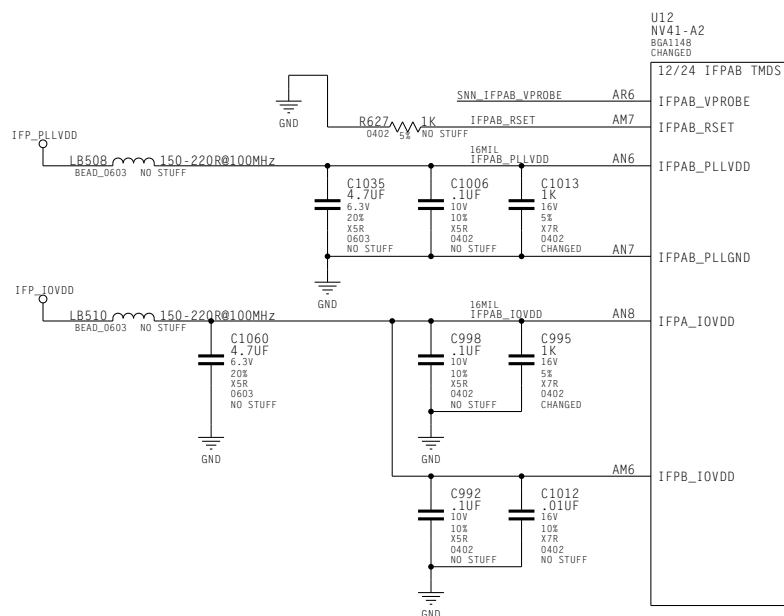 U12
NV41-A2
BGA1148
CHANGED
12/24 IFPAB TMDS
SNN_IFPAB_VPROBE
AR6
IFPAB_VPROBE
GND
R627
1K
0402
5%
NO STUFF
IFPAB_RSET
AM7
IFPAB_RSET
IFP_PLLVDD
LB508
150-220R@100MHz
BEAD_0603
NO STUFF
16MIL
IFPAB_PLLVDD
AN6
IFPAB_PLLVDD
C1035
4.7UF
6.3V
20%
X5R
0603
NO STUFF
C1006
.1UF
10V
10%
X5R
0402
NO STUFF
C1013
1K
16V
5%
X7R
0402
CHANGED
AN7
IFPAB_PLLGND
GND
IFP_IOVDD
LB510
150-220R@100MHz
BEAD_0603
NO STUFF
16MIL
IFPAB_IOVDD
AN8
IFPA_IOVDD
C1060
4.7UF
6.3V
20%
X5R
0603
NO STUFF
GND
C998
.1UF
10V
10%
X5R
0402
NO STUFF
C995
1K
16V
5%
X7R
0402
CHANGED
GND
AM6
IFPB_IOVDD
C992
.1UF
10V
10%
X5R
0402
NO STUFF
C1012
.01UF
16V
10%
X7R
0402
NO STUFF
GND